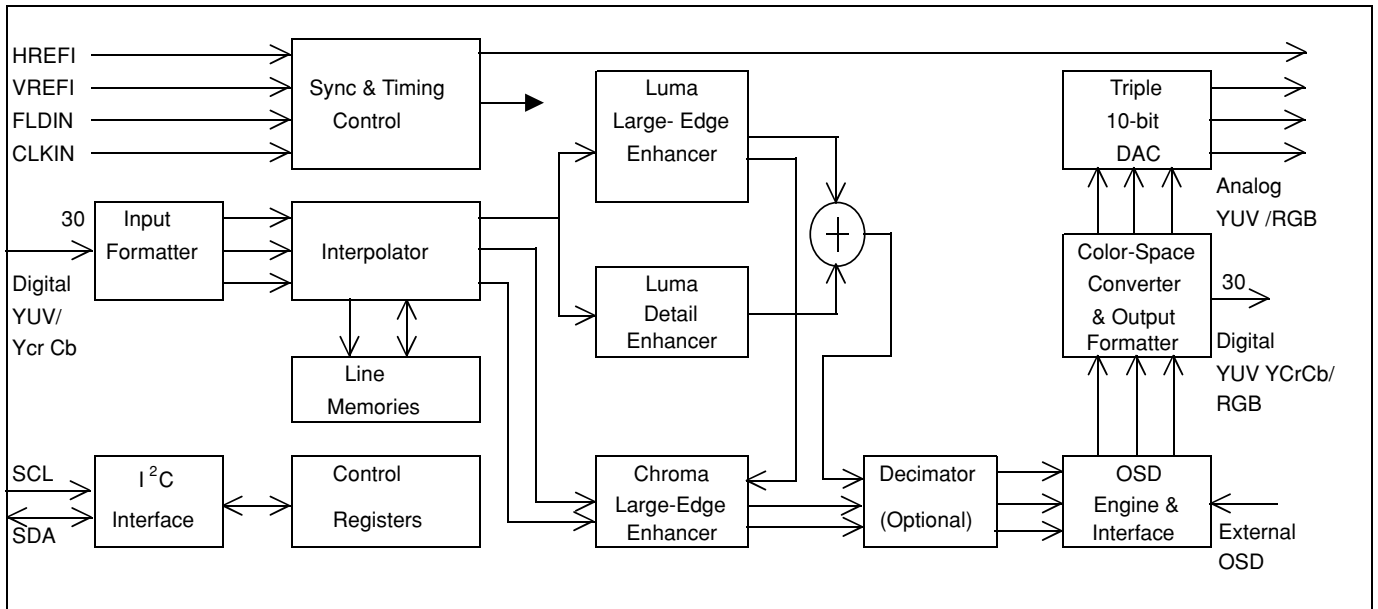 HREFI
VREFI
FLDIN
CLKIN
Sync & Timing
Control
30
Digital
YUV/
Ycr Cb
Input
Formatter
Interpolator
Line
Memories
SCL
SDA
I²C
Interface
Control
Registers
Luma
Large- Edge
Enhancer
Luma
Detail
Enhancer
+
Chroma
Large-Edge
Enhancer
Decimator
(Optional)
Triple
10-bit
DAC
Analog
YUV /RGB
Color-Space
Converter
& Output
Formatter
30
Digital
YUV YCrCb/
RGB
OSD
Engine &
Interface
External
OSD